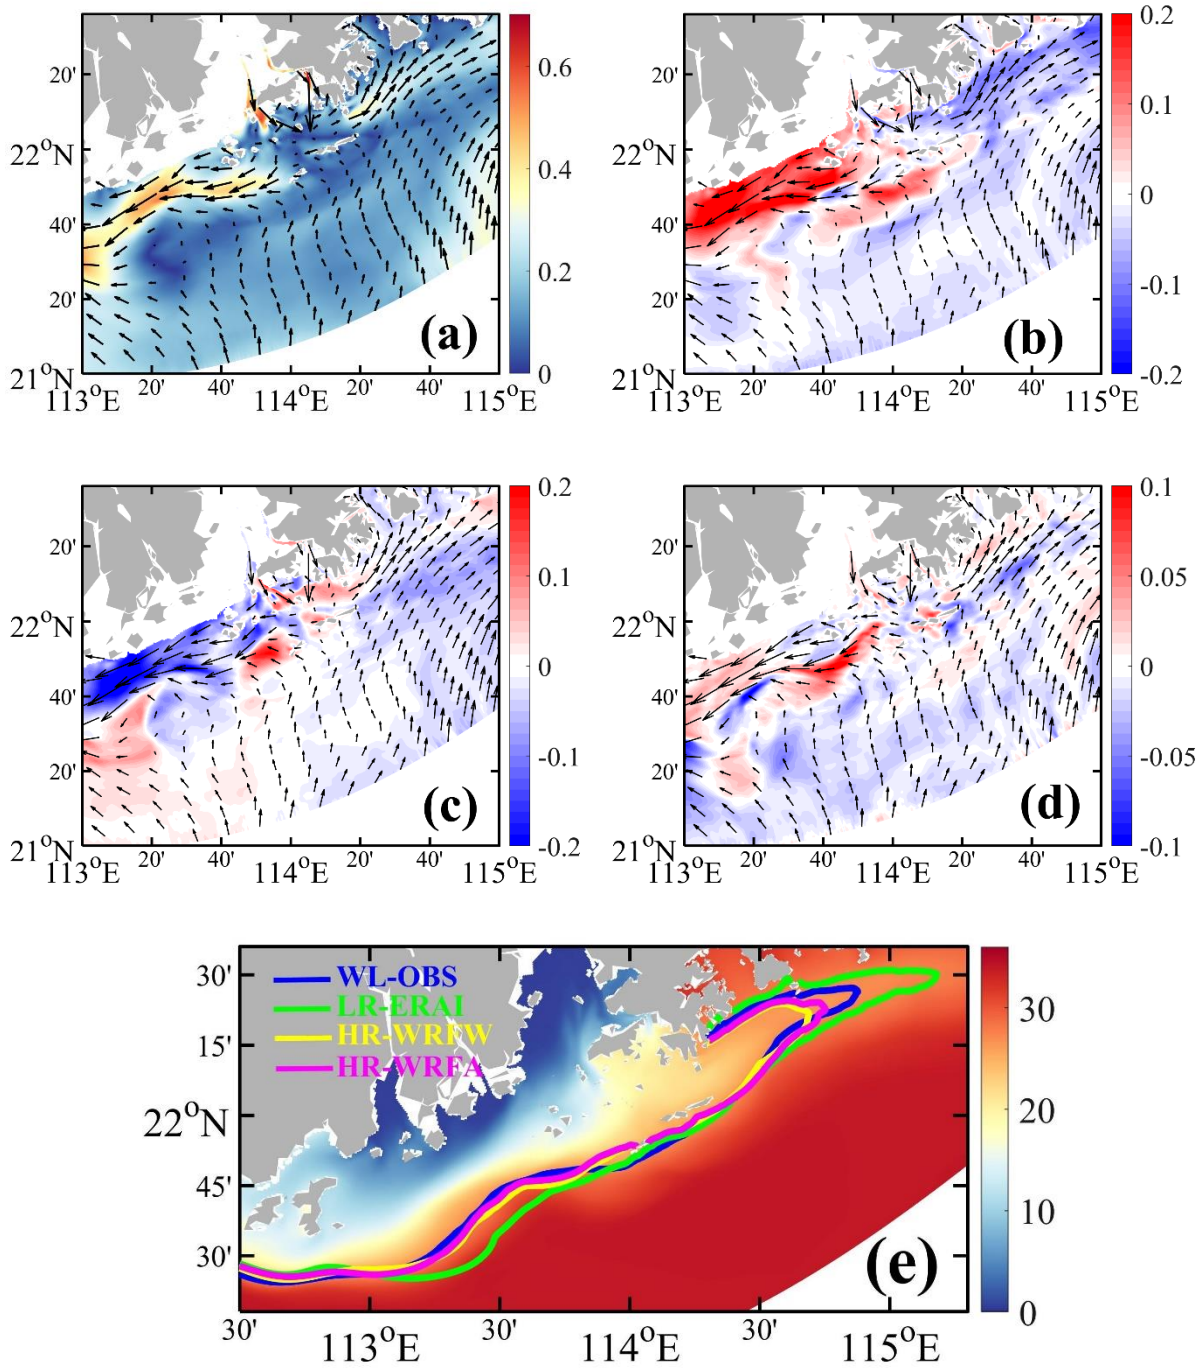 20'
22°N
40'
20'
21°N
113°E
20'
40'
114°E
20'
40'
115°E
(a)
0.6
0.4
0.2
0
20'
22°N
40'
20'
21°N
113°E
20'
40'
114°E
20'
40'
115°E
(b)
0.2
0.1
0
-0.1
-0.2
20'
22°N
40'
20'
21°N
113°E
20'
40'
114°E
20'
40'
115°E
(c)
0.2
0.1
0
-0.1
-0.2
20'
22°N
40'
20'
21°N
113°E
20'
40'
114°E
20'
40'
115°E
(d)
0.1
0.05
0
-0.05
-0.1
WL-OBS
LR-ERAI
HR-WRFW
HR-WRFA
30'
15'
22°N
45'
30'
30'
113°E
30'
114°E
30'
115°E
(e)
30
20
10
0